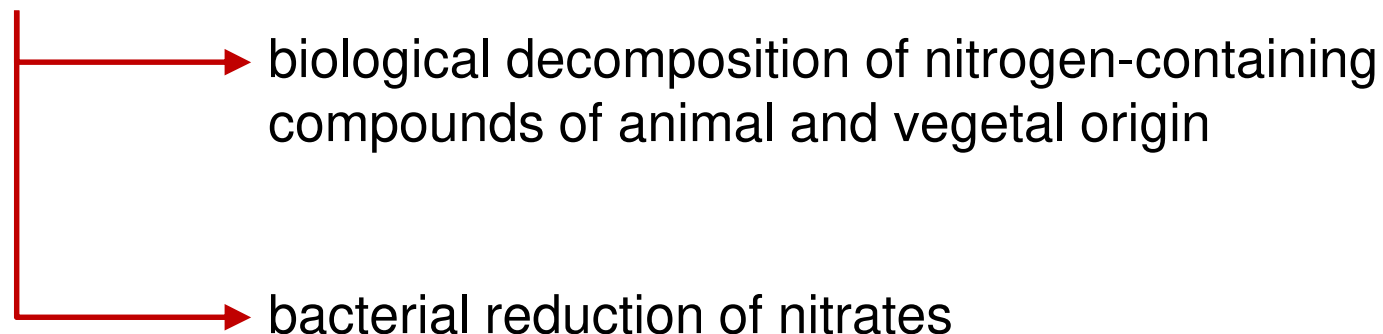 biological decomposition of nitrogen-containing
compounds of animal and vegetal origin
bacterial reduction of nitrates